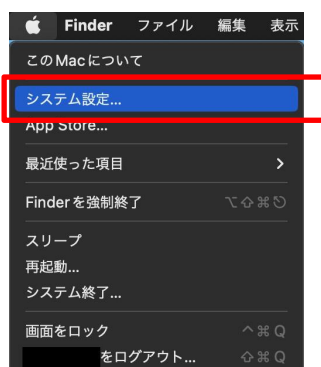 Finder ファイル 編集 表示
このMacについて
システム設定...
App Store...
最近使った項目 >
Finderを強制終了 ⌥⇧⌘⎋
スリープ
再起動...
システム終了...
画面をロック ^⌘Q
をログアウト... ⇧⌘Q